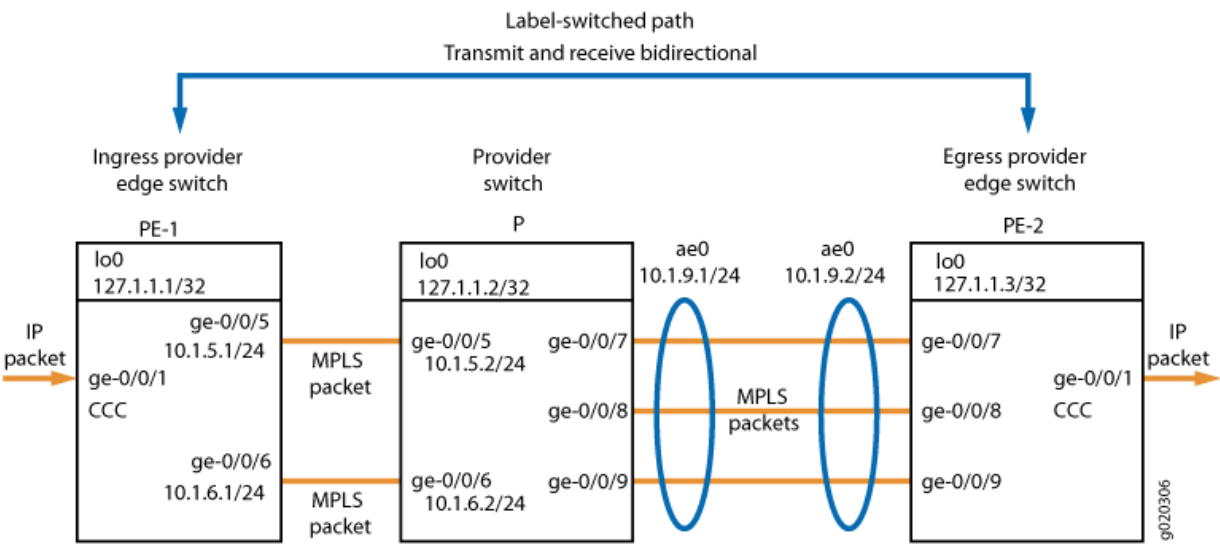 Label-switched path
Transmit and receive bidirectional
Ingress provider
edge switch
Provider
switch
Egress provider
edge switch
PE-1
P
PE-2
lo0
127.1.1.1/32
lo0
127.1.1.2/32
ae0
10.1.9.1/24
ae0
10.1.9.2/24
lo0
127.1.1.3/32
IP
packet
ge-0/0/5
10.1.5.1/24
ge-0/0/1
CCC
ge-0/0/6
10.1.6.1/24
MPLS
packet
MPLS
packet
ge-0/0/5
10.1.5.2/24
ge-0/0/6
10.1.6.2/24
ge-0/0/7
ge-0/0/8
ge-0/0/9
MPLS
packets
ge-0/0/7
ge-0/0/8
ge-0/0/9
ge-0/0/1
CCC
IP
packet
g020306